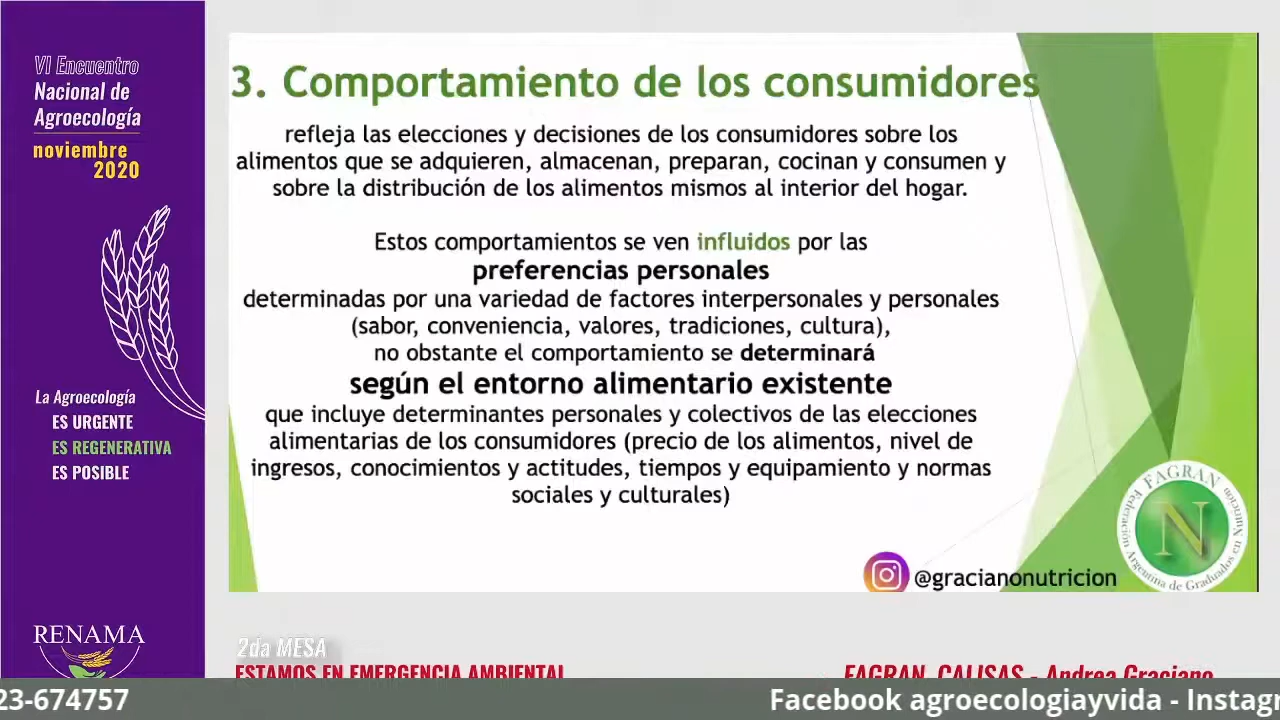 VI Encuentro
Nacional de
Agroecología
noviembre
2020
La Agroecología
ES URGENTE
ES REGENERATIVA
ES POSIBLE
RENAMA
3. Comportamiento de los consumidores
refleja las elecciones y decisiones de los consumidores sobre los
alimentos que se adquieren, almacenan, preparan, cocinan y consumen y
sobre la distribución de los alimentos mismos al interior del hogar.
Estos comportamientos se ven influidos por las
preferencias personales
determinadas por una variedad de factores interpersonales y personales
(sabor, conveniencia, valores, tradiciones, cultura),
no obstante el comportamiento se determinará
según el entorno alimentario existente
que incluye determinantes personales y colectivos de las elecciones
alimentarias de los consumidores (precio de los alimentos, nivel de
ingresos, conocimientos y actitudes, tiempos y equipamiento y normas
sociales y culturales)
@gracianonutricion
FAGRAN
Federación Argentina de Graduados en Nutrición
N
2da MESA
ESTAMOS EN EMERGENCIA AMBIENTAL
FAGRAN, CALISAS - Andrea Graciano
23-674757
Facebook agroecologiayvida - Instagr